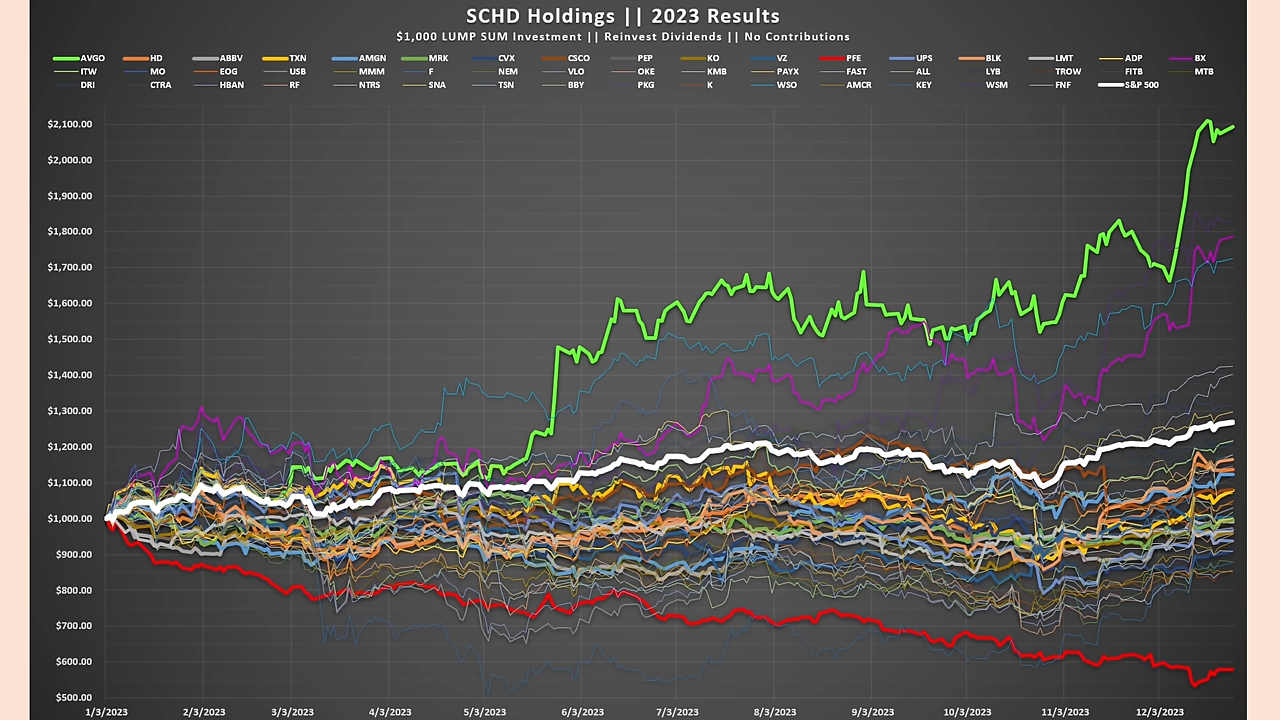 SCHD Holdings || 2023 Results
$1,000 LUMP SUM Investment || Reinvest Dividends || No Contributions
AVGO HD ABBV TXN AMGN MRK CVX CSCO PEP KO VZ PFE UPS BLK LMT ADP BX
ITW MO EOG USB MMM F NEM VLO OKE KMB PAYX FAST ALL LYB TROW FITB MTB
DRI CTRA HBAN RF NTRS SNA TSN BBY PKG K WSO AMCR KEY WSM FNF S&P 500
$2,100.00
$2,000.00
$1,900.00
$1,800.00
$1,700.00
$1,600.00
$1,500.00
$1,400.00
$1,300.00
$1,200.00
$1,100.00
$1,000.00
$900.00
$800.00
$700.00
$600.00
$500.00
1/3/2023 2/3/2023 3/3/2023 4/3/2023 5/3/2023 6/3/2023 7/3/2023 8/3/2023 9/3/2023 10/3/2023 11/3/2023 12/3/2023